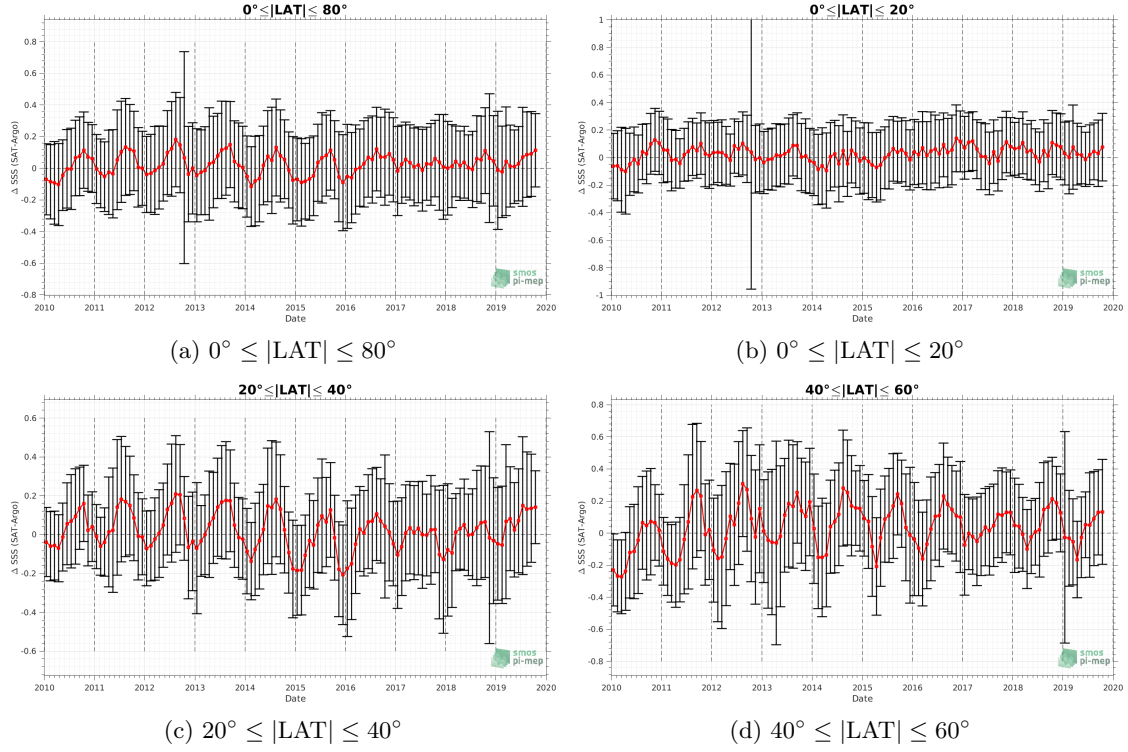 0°≤|LAT|≤ 80°
Δ SSS (SAT-Argo)
0.8
0.6
0.4
0.2
0
-0.2
-0.4
-0.6
-0.8
2010 2011 2012 2013 2014 2015 2016 2017 2018 2019 2020
Date
smos
pi-mep
(a) 0° ≤ |LAT| ≤ 80°
0°≤|LAT|≤ 20°
Δ SSS (SAT-Argo)
1
0.8
0.6
0.4
0.2
0
-0.2
-0.4
-0.6
-0.8
-1
2010 2011 2012 2013 2014 2015 2016 2017 2018 2019 2020
Date
smos
pi-mep
(b) 0° ≤ |LAT| ≤ 20°
20°≤|LAT|≤ 40°
Δ SSS (SAT-Argo)
0.6
0.4
0.2
0
-0.2
-0.4
-0.6
2010 2011 2012 2013 2014 2015 2016 2017 2018 2019 2020
Date
smos
pi-mep
(c) 20° ≤ |LAT| ≤ 40°
40°≤|LAT|≤ 60°
Δ SSS (SAT-Argo)
0.8
0.6
0.4
0.2
0
-0.2
-0.4
-0.6
-0.8
2010 2011 2012 2013 2014 2015 2016 2017 2018 2019 2020
Date
smos
pi-mep
(d) 40° ≤ |LAT| ≤ 60°